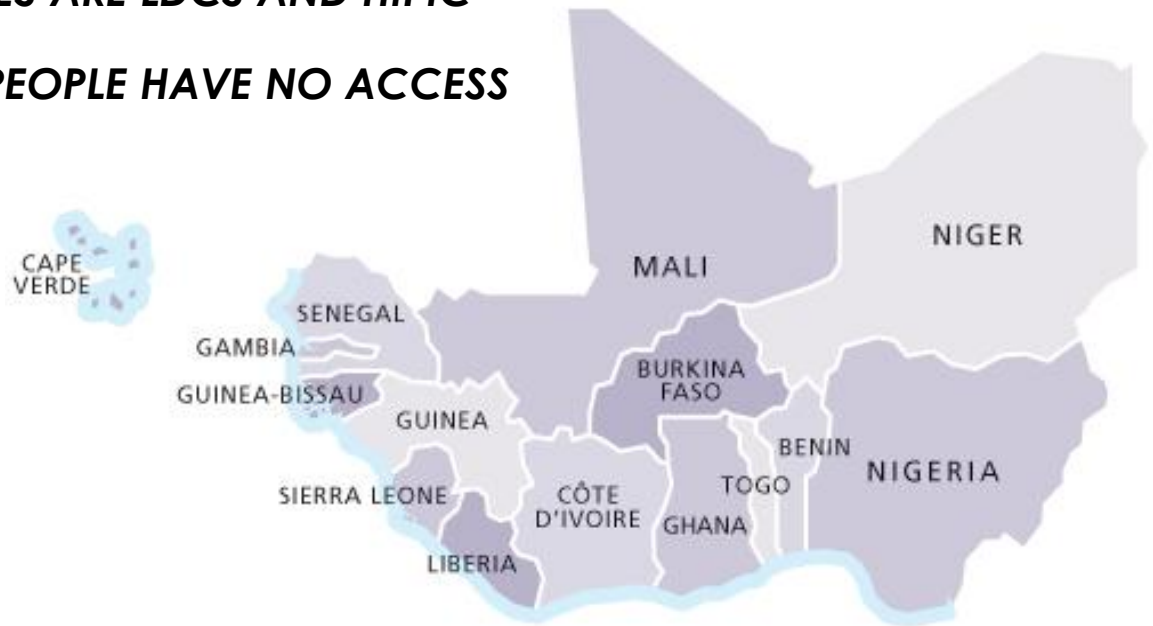 ARE LDCS AND HIPC
PEOPLE HAVE NO ACCESS
NIGER
MALI
CAPE
VERDE
SENEGAL
GAMBIA
BURKINA
FASO
GUINEA-BISSAU
GUINEA
BENIN
NIGERIA
TOGO
SIERRA LEONE
CÔTE
D'IVOIRE
GHANA
LIBERIA